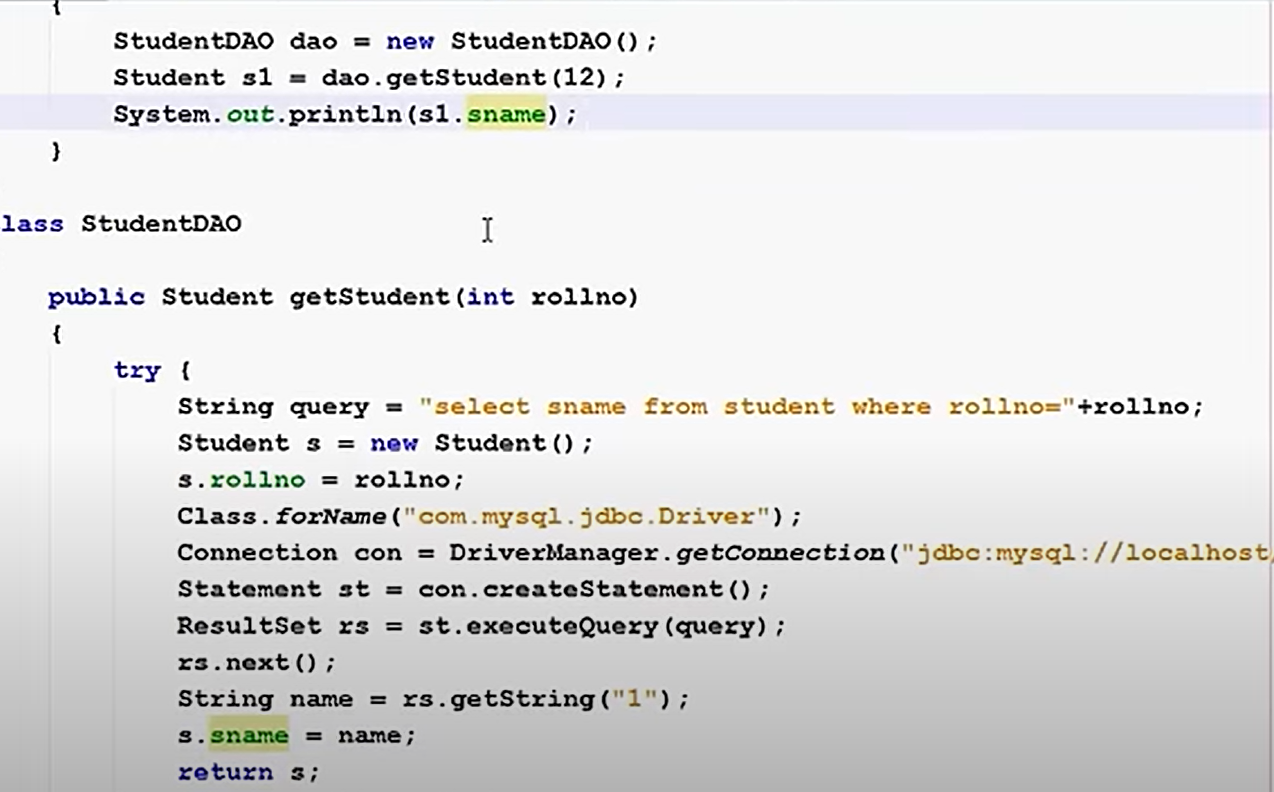 {
StudentDAO dao = new StudentDAO();
Student s1 = dao.getStudent(12);
System.out.println(s1.sname);
}
lass StudentDAO
public Student getStudent(int rollno)
{
try {
String query = "select sname from student where rollno="+rollno;
Student s = new Student();
s.rollno = rollno;
Class.forName("com.mysql.jdbc.Driver");
Connection con = DriverManager.getConnection("jdbc:mysql://localhost/
Statement st = con.createStatement();
ResultSet rs = st.executeQuery(query);
rs.next();
String name = rs.getString("1");
s.sname = name;
return s;